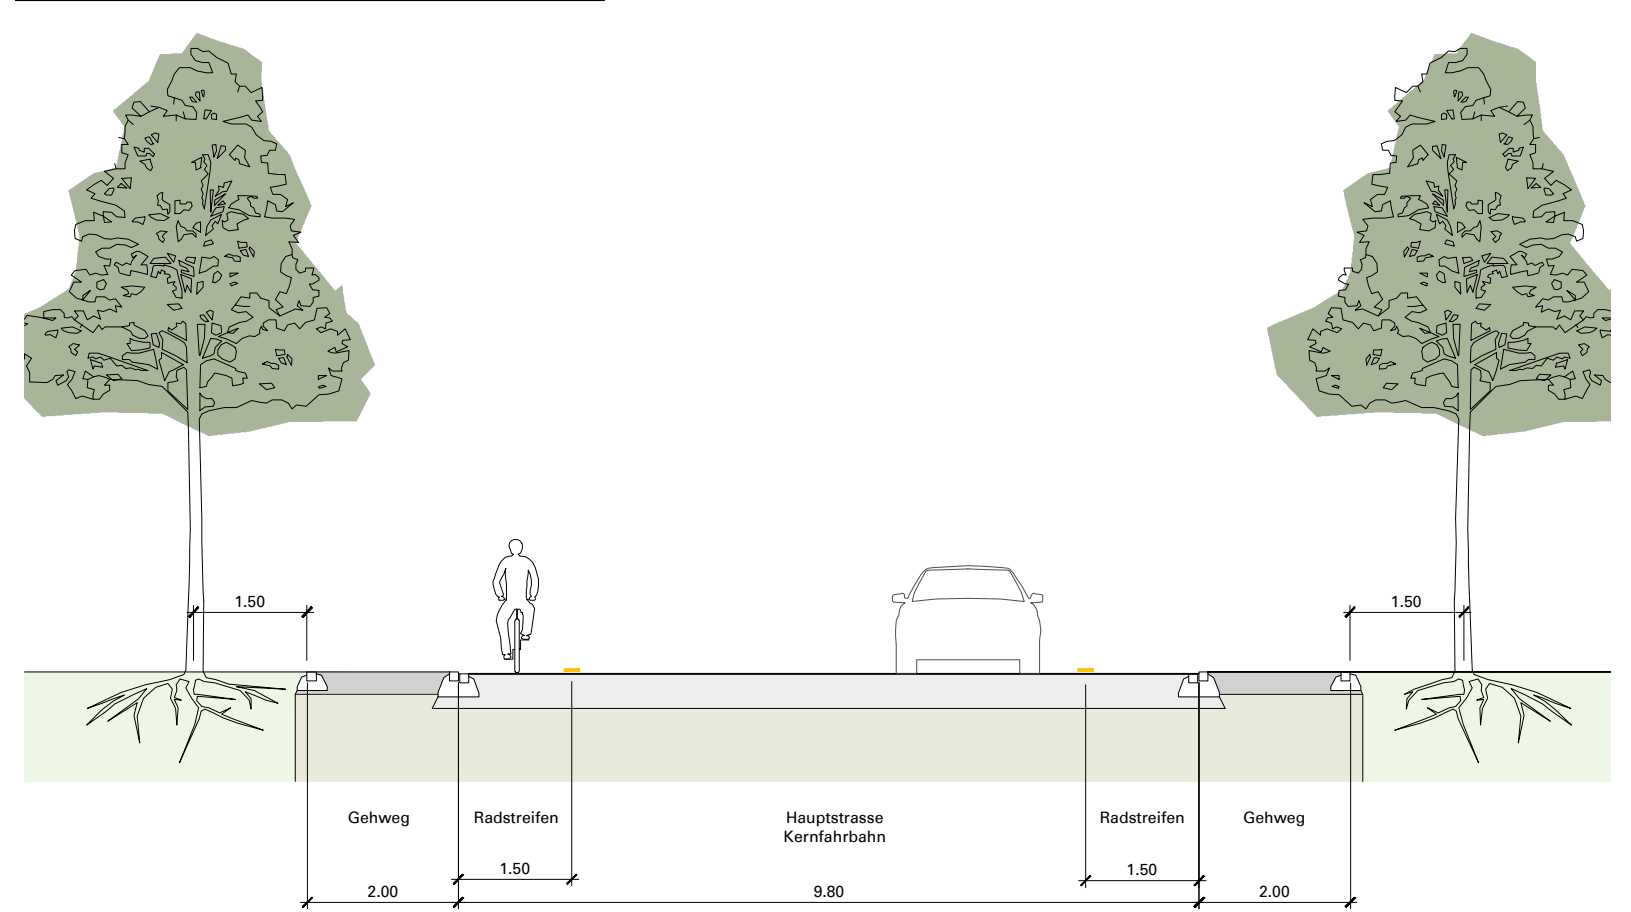 1.50
1.50
Gehweg
Radstreifen
Hauptstrasse
Kernfahrbahn
Radstreifen
Gehweg
1.50
1.50
2.00
9.80
2.00